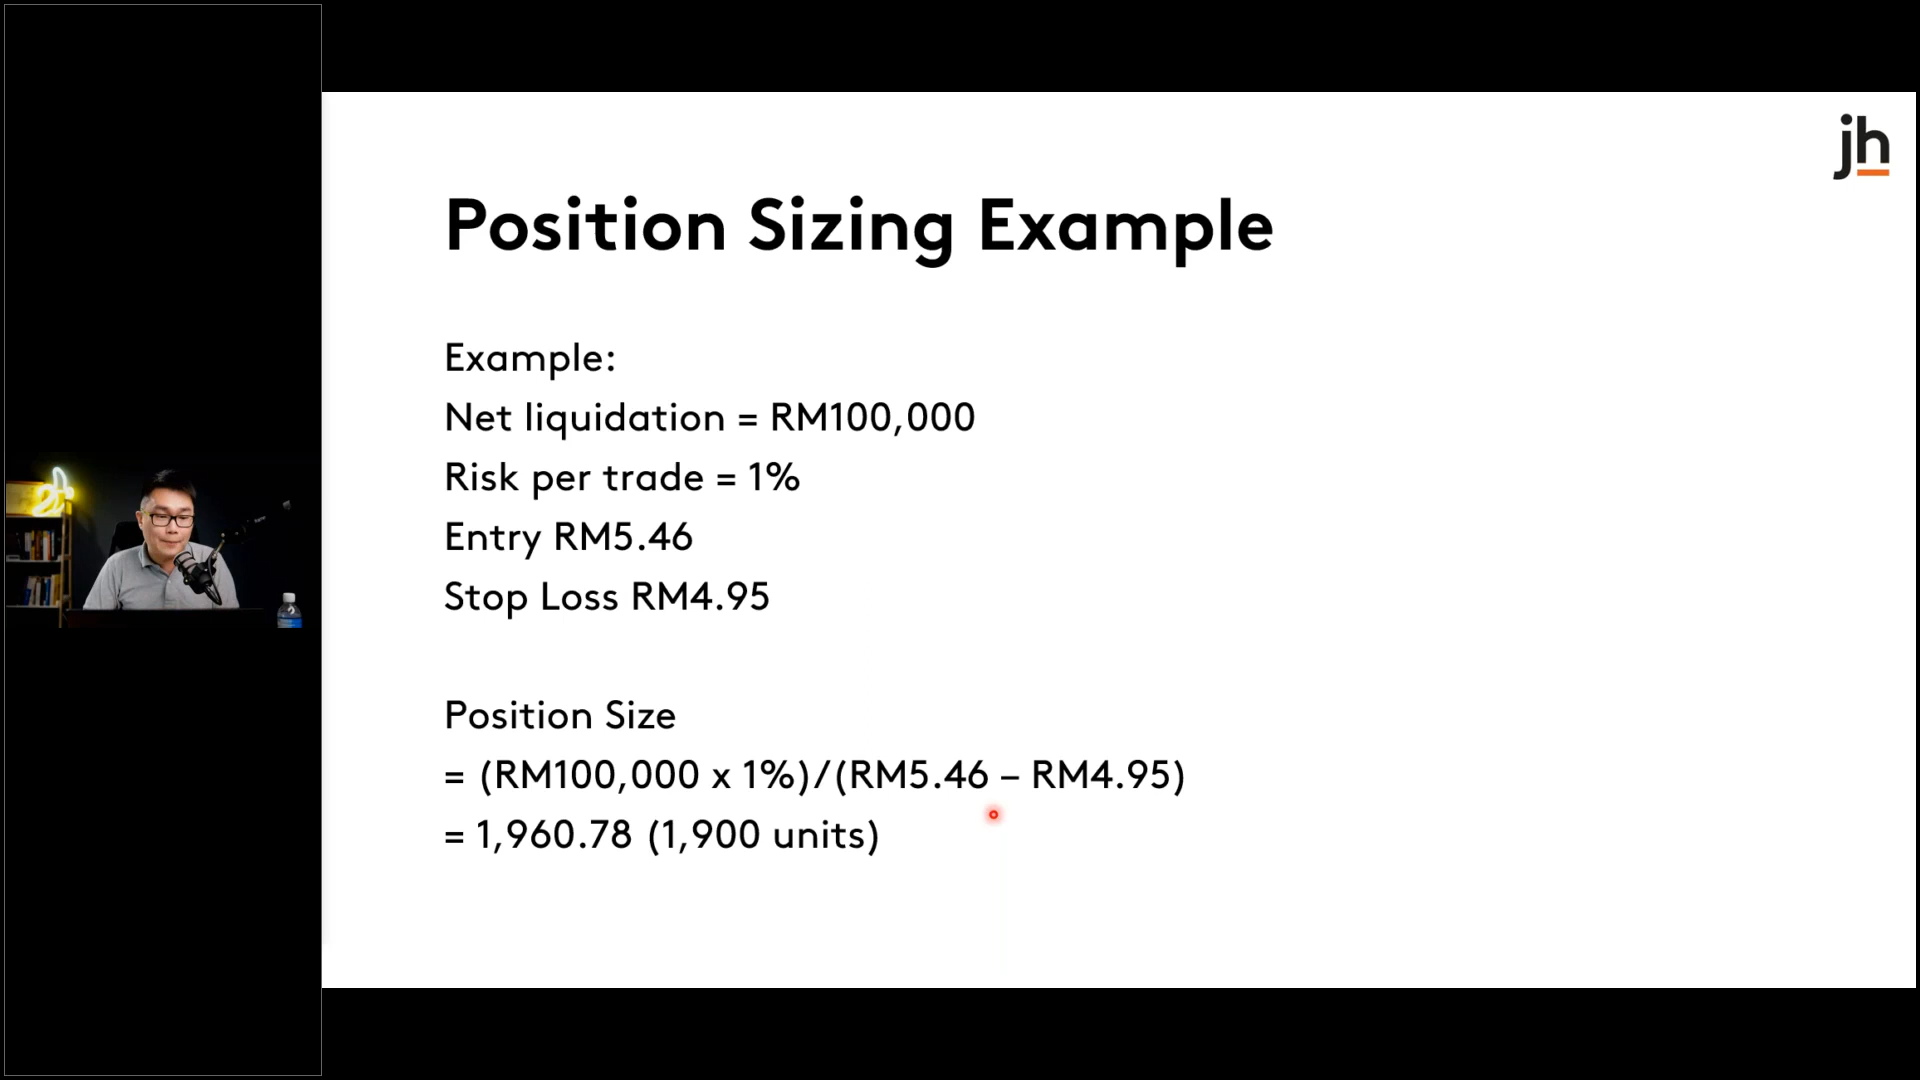 jh
Position Sizing Example
Example:
Net liquidation = RM100,000
Risk per trade = 1%
Entry RM5.46
Stop Loss RM4.95
Position Size
= (RM100,000 x 1%)/(RM5.46 – RM4.95)
= 1,960.78 (1,900 units)